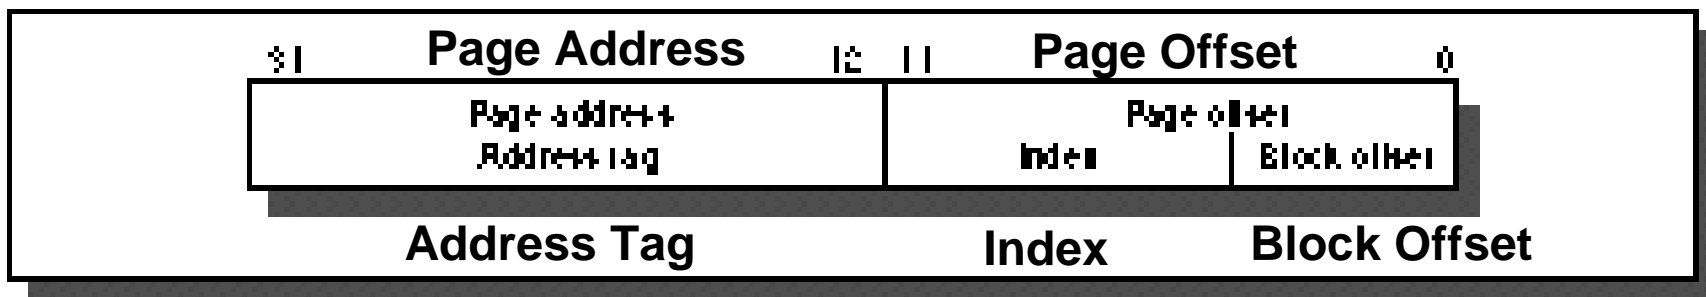 31 Page Address 12 11 Page Offset 0
Page address Page offset
Address tag Index Block offset
Address Tag Index Block Offset